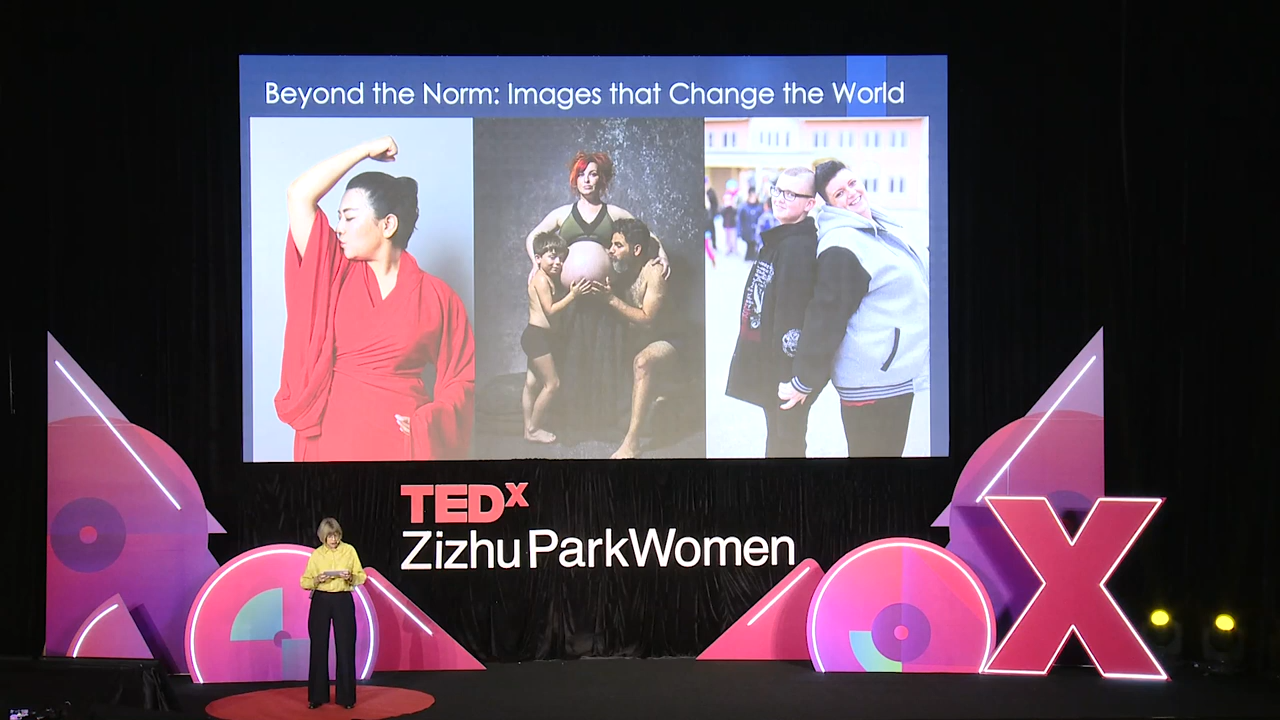 Beyond the Norm: Images that Change the World
TEDx
ZizhuParkWomen
X